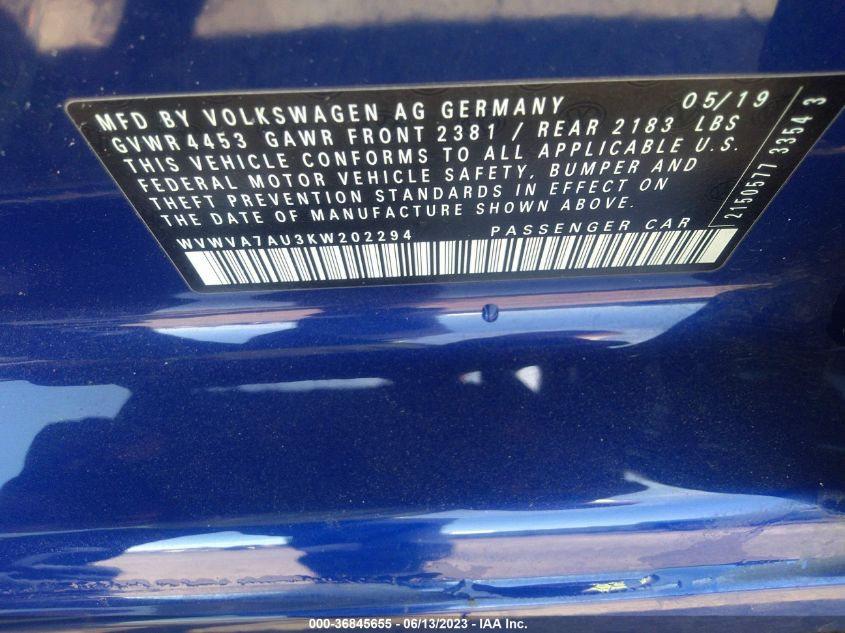 MFD BY VOLKSWAGEN AG GERMANY 05/19
GVWR4453 GAWR FRONT 2381 / REAR 2183 LBS
THIS VEHICLE CONFORMS TO ALL APPLICABLE U.S.
FEDERAL MOTOR VEHICLE SAFETY, BUMPER AND
THEFT PREVENTION STANDARDS IN EFFECT ON
THE DATE OF MANUFACTURE SHOWN ABOVE.
WVWVA7AU3KW202294 PASSENGER CAR
2150577 3354 3
000-36845655 - 06/13/2023 - IAA Inc.